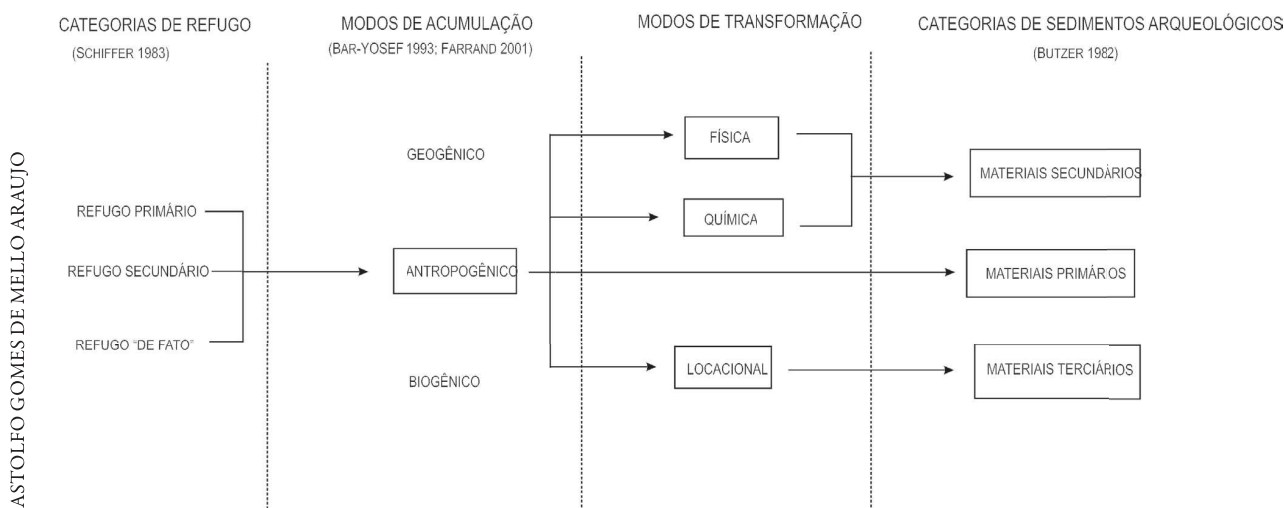 ASTOLFO GOMES DE MELLO ARAUJO
CATEGORIAS DE REFUGO
(SCHIFFER 1983)
REFUGO PRIMÁRIO
REFUGO SECUNDÁRIO
REFUGO "DE FATO"
MODOS DE ACUMULAÇÃO
(BAR-YOSEF 1993; FARRAND 2001)
GEOGÊNICO
ANTROPOGÊNICO
BIOGÊNICO
MODOS DE TRANSFORMAÇÃO
FÍSICA
QUÍMICA
LOCACIONAL
CATEGORIAS DE SEDIMENTOS ARQUEOLÓGICOS
(BUTZER 1982)
MATERIAIS SECUNDÁRIOS
MATERIAIS PRIMÁRIOS
MATERIAIS TERCIÁRIOS